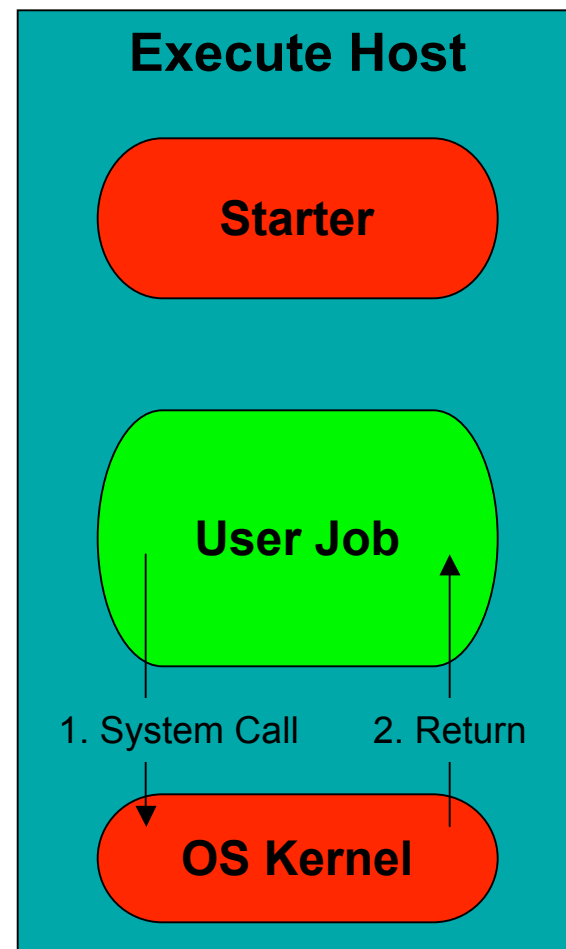 Execute Host
Starter
User Job
1. System Call 2. Return
OS Kernel